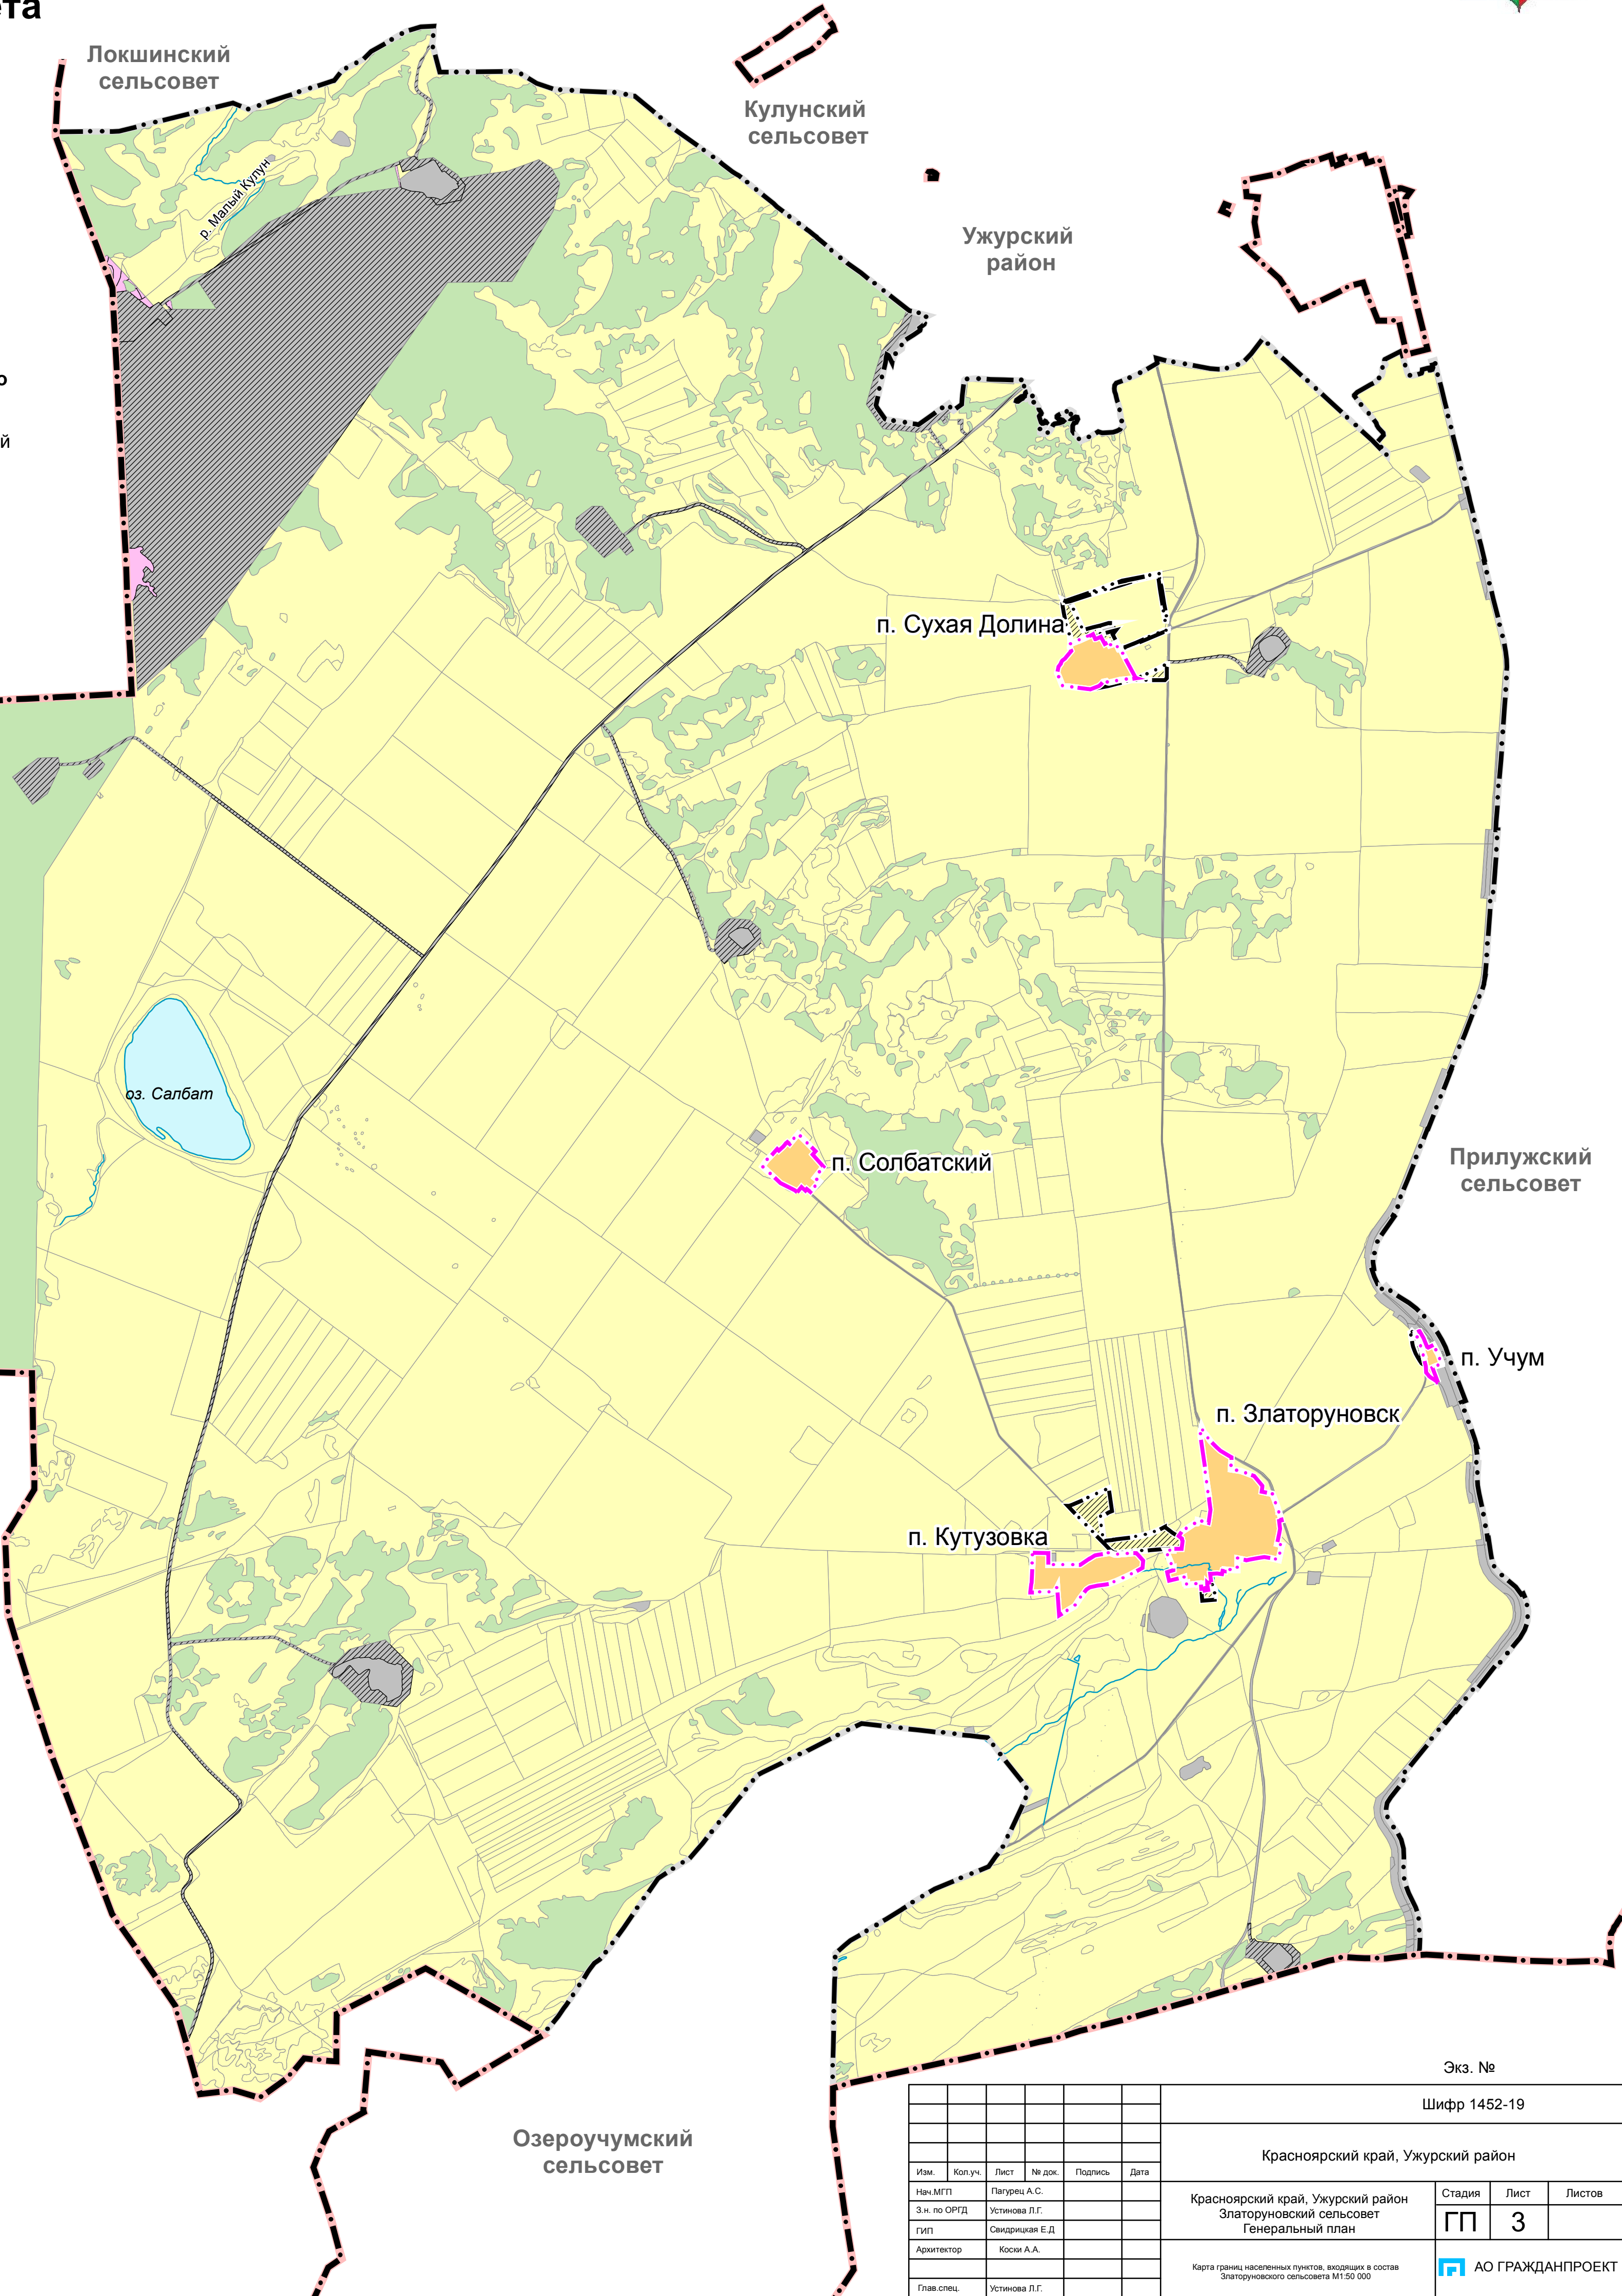 ета
Локшинский
сельсовет
Кулунский
сельсовет
р. Малый Кулун
Ужурский
район
о
й
п. Сухая Долина
оз. Салбат
п. Солбатский
Прилужский
сельсовет
п. Учум
п. Златоруновск
п. Кутузовка
Озероучумский
сельсовет
Экз. №
Шифр 1452-19
Красноярский край, Ужурский район
Изм. Кол.уч. Лист № док. Подпись Дата
Нач.МГП Пагурец А.С.
З.н. по ОРГД Устинова Л.Г.
ГИП Свидрицкая Е.Д
Архитектор Коски А.А.
Глав.спец. Устинова Л.Г.
Красноярский край, Ужурский район
Златоруновский сельсовет
Генеральный план
Стадия Лист Листов
ГП 3
Карта границ населенных пунктов, входящих в состав
Златоруновского сельсовета М1:50 000
АО ГРАЖДАНПРОЕКТ